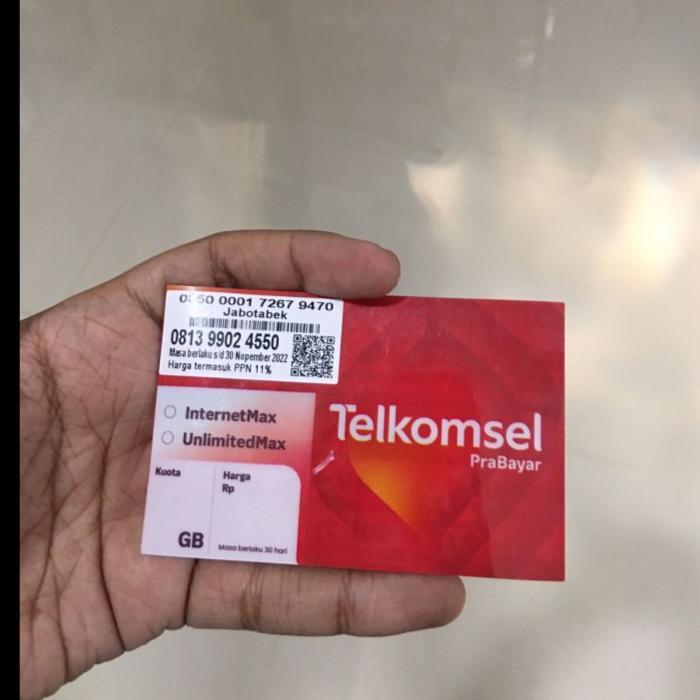 0350 0001 7267 9470
Jabotabek
0813 9902 4550
Masa berlaku s/d 30 Nopember 2022
Harga termasuk PPN 11%
InternetMax
UnlimitedMax
Kuota
Harga
Rp
GB
Masa berlaku 30 hari
Telkomsel
PraBayar